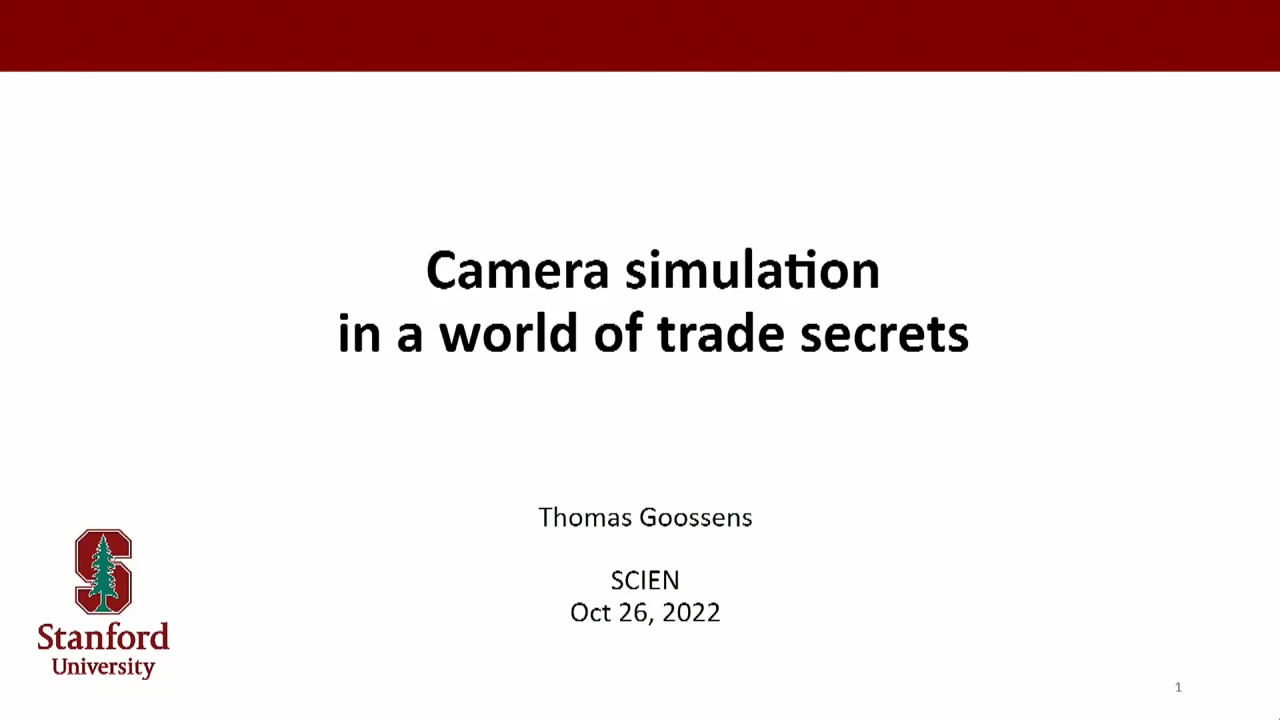 Camera simulation
in a world of trade secrets
Thomas Goossens
SCIEN
Oct 26, 2022
Stanford
University
1